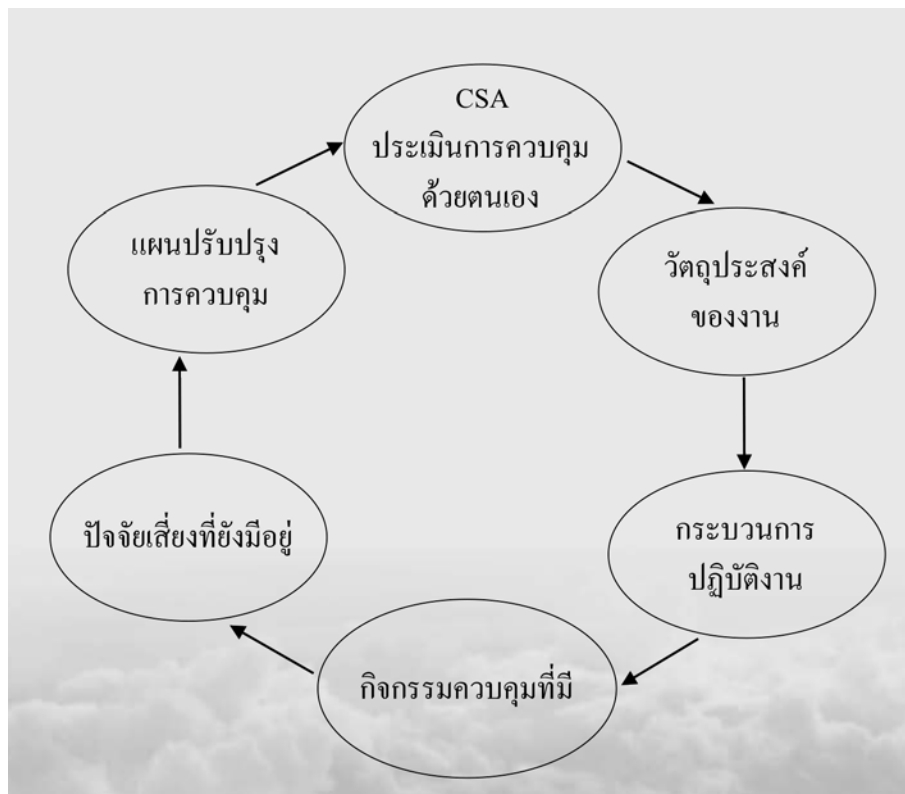 CSA
ประเมินการควบคุม
ด้วยตนเอง
วัตถุประสงค์
ของงาน
กระบวนการ
ปฏิบัติงาน
กิจกรรมควบคุมที่มี
ปัจจัยเสี่ยงที่ยังมีอยู่
แผนปรับปรุง
การควบคุม